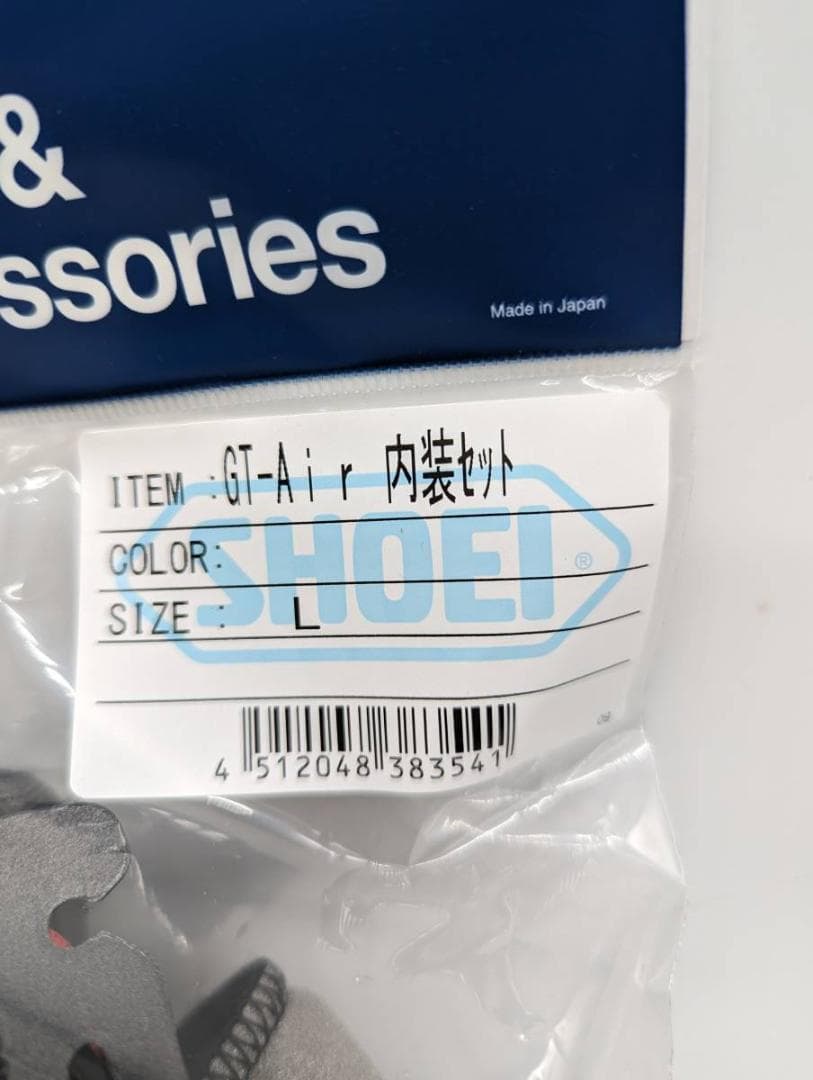 &
ssories
Made in Japan
ITEM :GT-Air 内装ｾｯﾄ
COLOR:
SHOEI®
SIZE : L
4 512048 383541